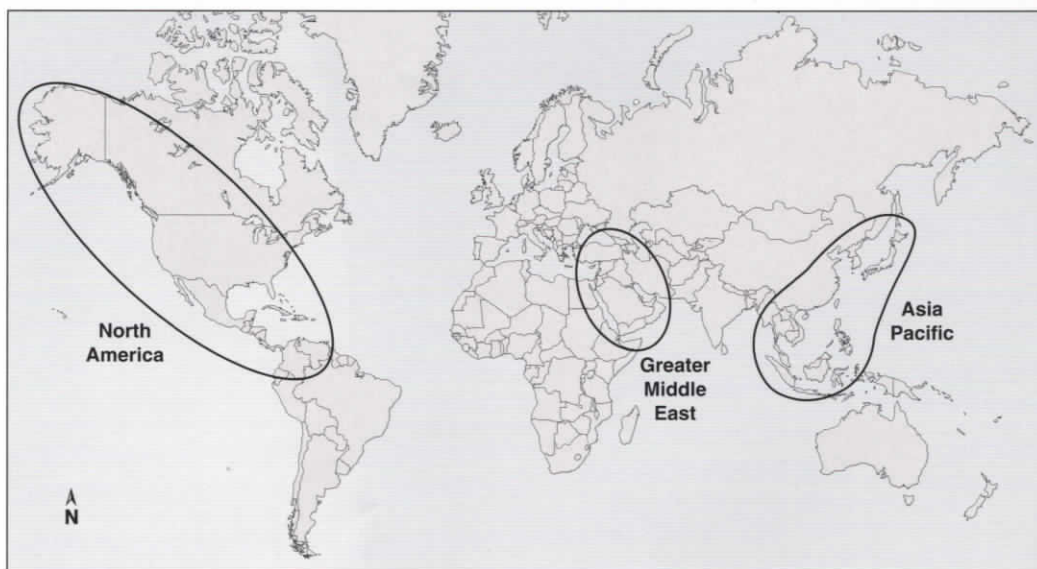 North
America
Greater
Middle
East
Asia
Pacific
N